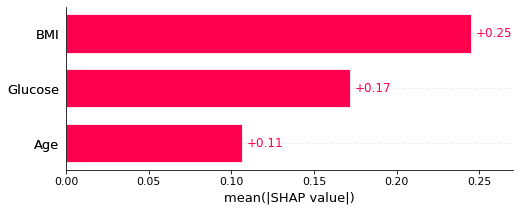 BMI +0.25
Glucose +0.17
Age +0.11
0.00 0.05 0.10 0.15 0.20 0.25
mean(|SHAP value|)